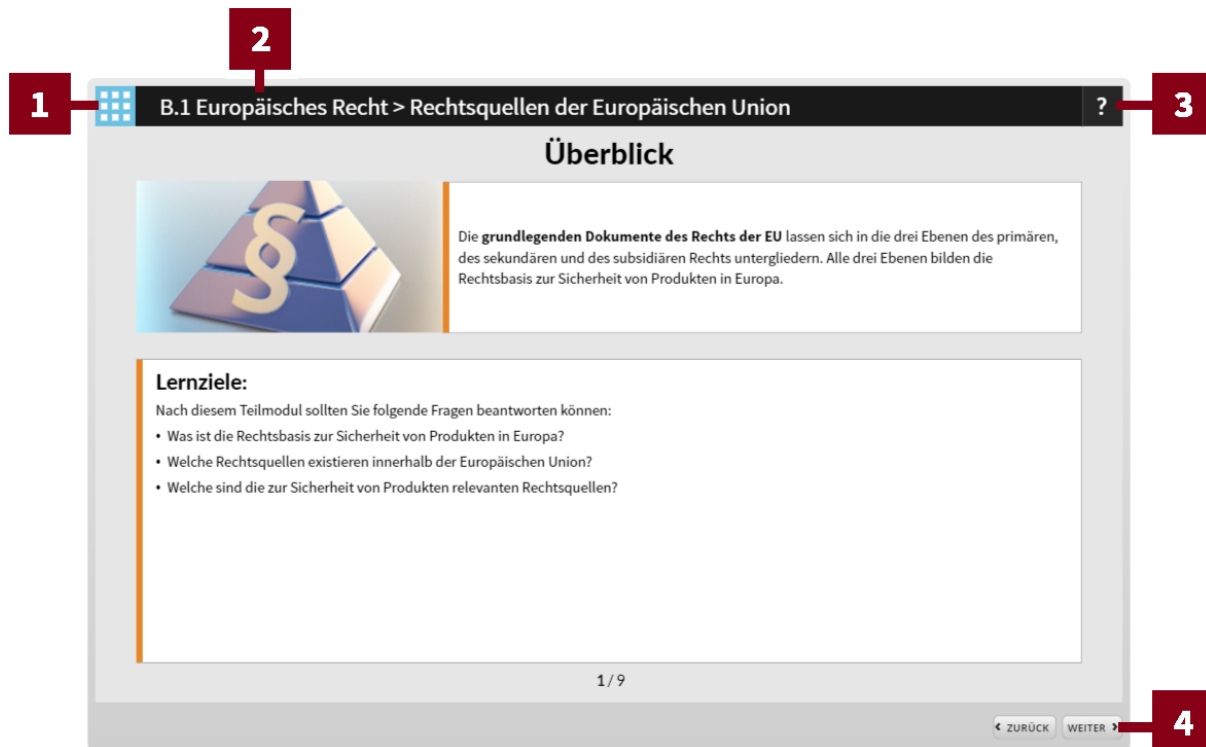 2
1
B.1 Europäisches Recht > Rechtsquellen der Europäischen Union
?
3
Überblick
§
Die grundlegenden Dokumente des Rechts der EU lassen sich in die drei Ebenen des primären,
des sekundären und des subsidiären Rechts untergliedern. Alle drei Ebenen bilden die
Rechtsbasis zur Sicherheit von Produkten in Europa.
Lernziele:
Nach diesem Teilmodul sollten Sie folgende Fragen beantworten können:
• Was ist die Rechtsbasis zur Sicherheit von Produkten in Europa?
• Welche Rechtsquellen existieren innerhalb der Europäischen Union?
• Welche sind die zur Sicherheit von Produkten relevanten Rechtsquellen?
1 / 9
ZURÜCK
WEITER
4